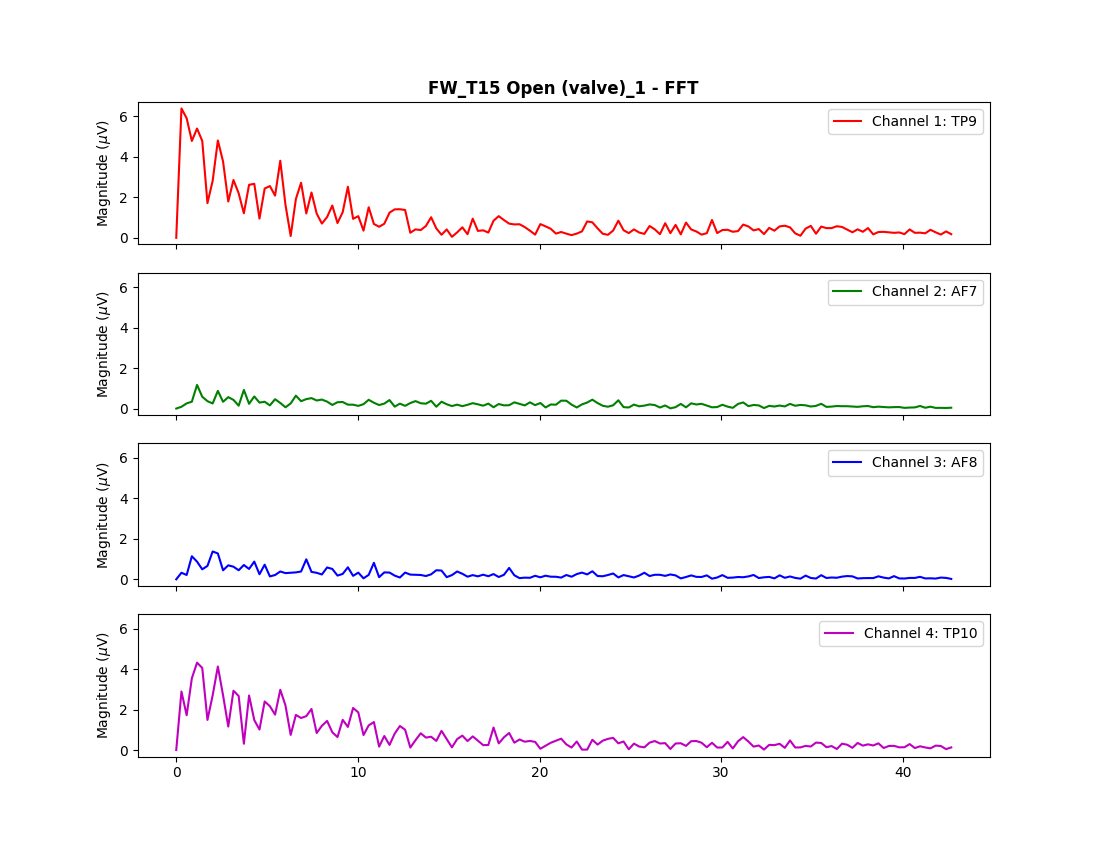 FW_T15 Open (valve)_1 - FFT
6
4
2
0
Magnitude (μV)
Channel 1: TP9
6
4
2
0
Magnitude (μV)
Channel 2: AF7
6
4
2
0
Magnitude (μV)
Channel 3: AF8
6
4
2
0
Magnitude (μV)
Channel 4: TP10
0 10 20 30 40